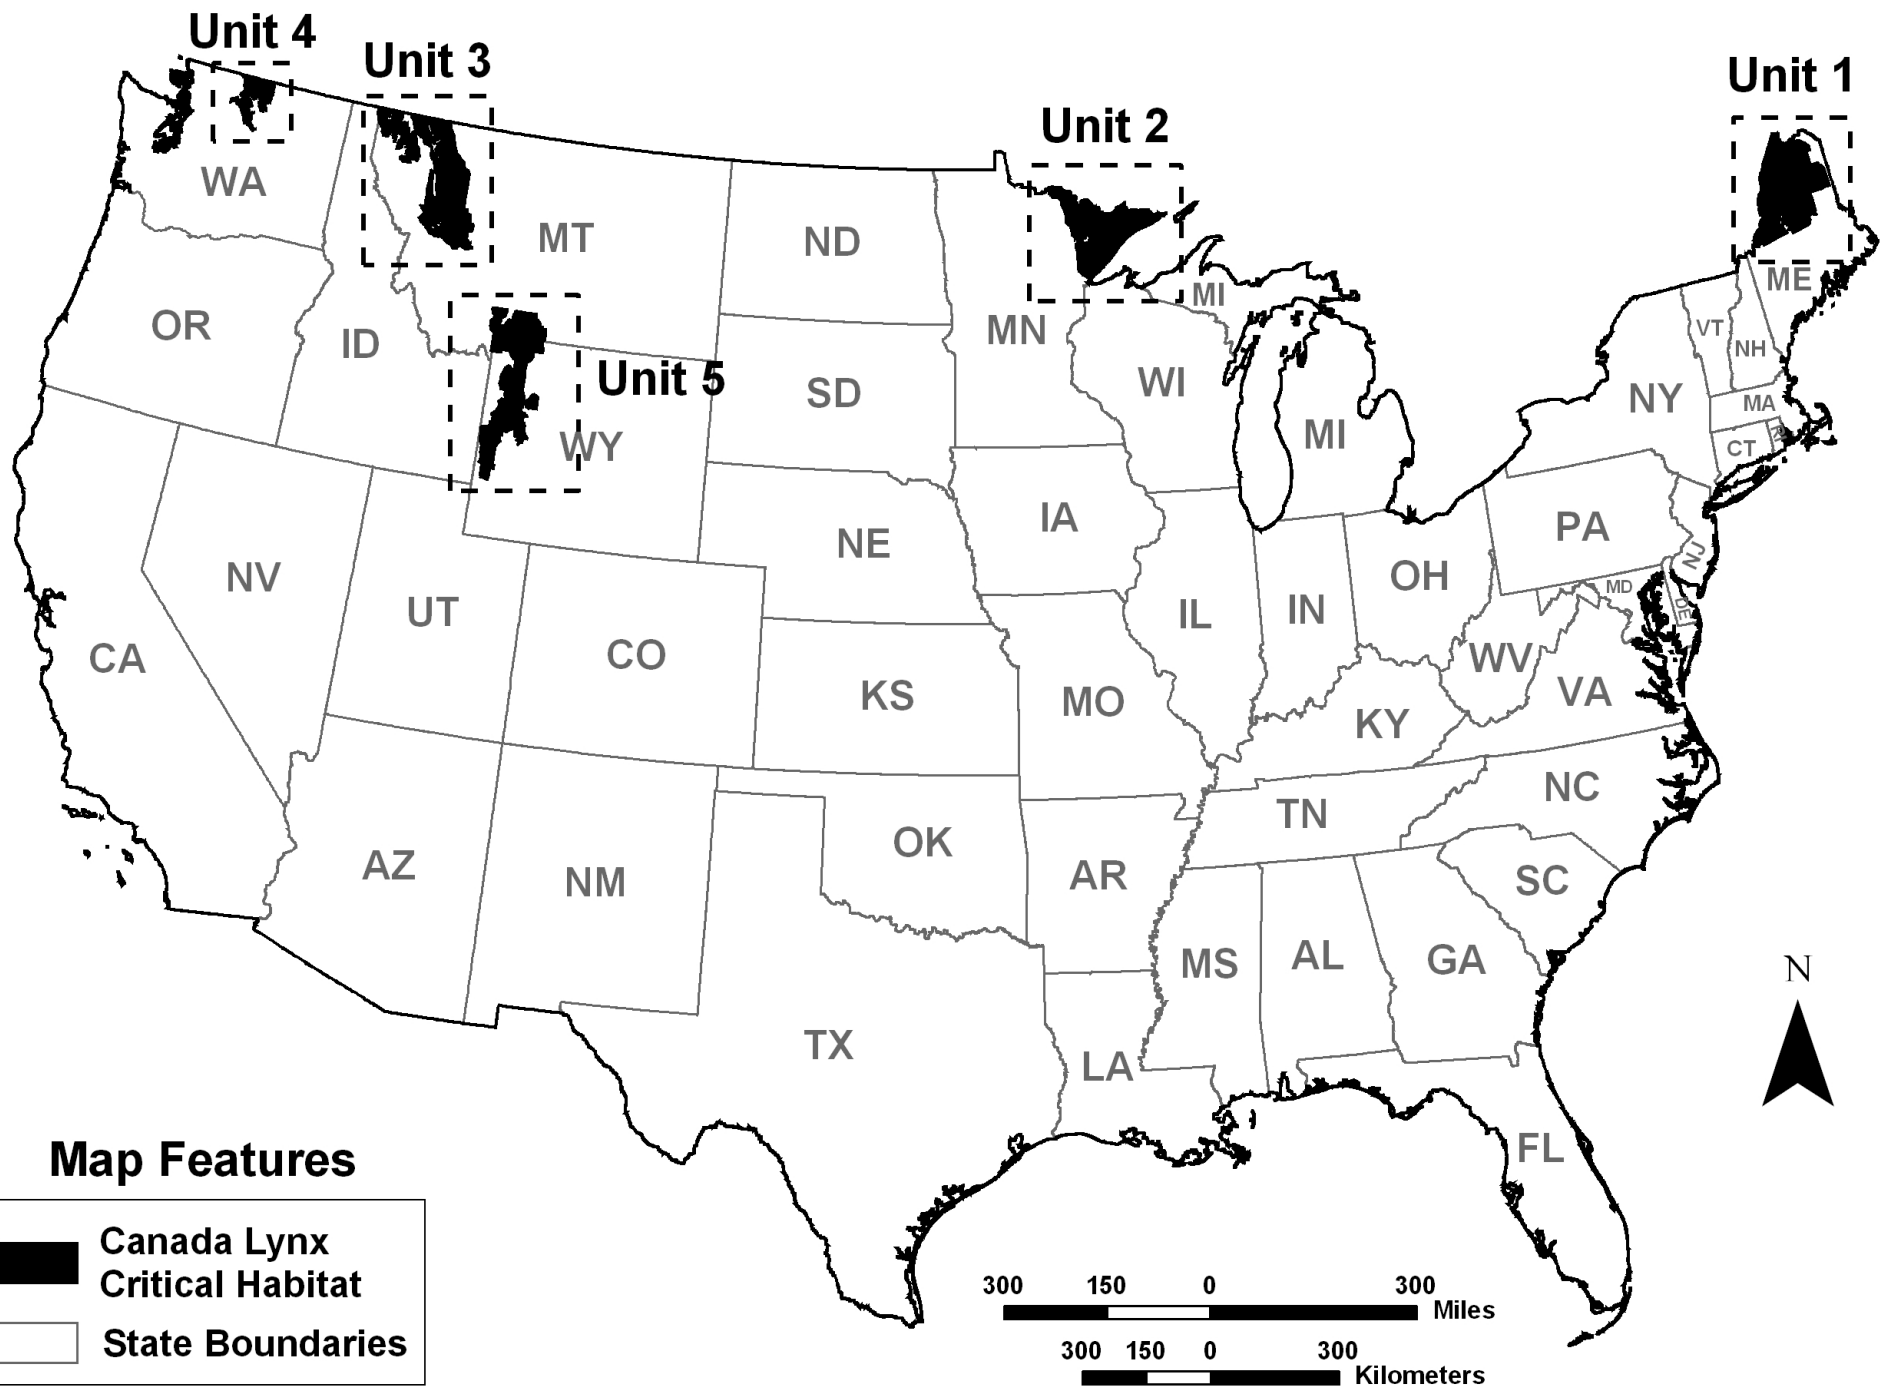 Unit 4
Unit 3
Unit 1
Unit 2
WA
MT
ND
OR
ID
MN
MI
ME
VT
NH
Unit 5
SD
WI
NY
MA
WY
MI
CT
RI
IA
PA
NE
NJ
NV
OH
MD
UT
IL
IN
DE
CA
CO
WV
KS
MO
VA
KY
NC
TN
OK
AZ
AR
NM
SC
MS
AL
GA
N
TX
LA
FL
Map Features
Canada Lynx
Critical Habitat
State Boundaries
300 150 0 300
Miles
300 150 0 300
Kilometers